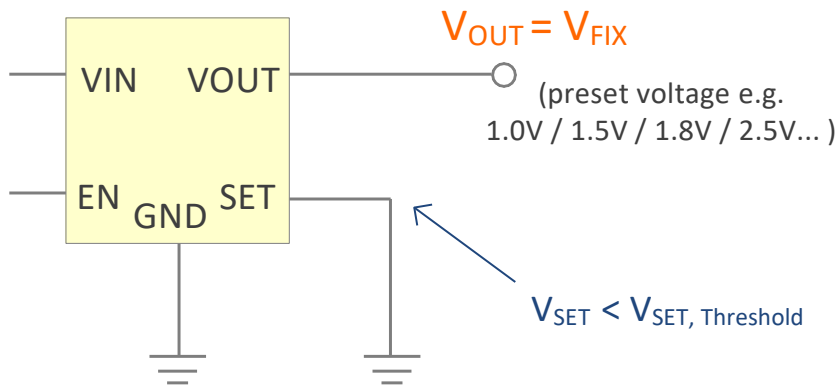 VOUT = VFIX
VIN VOUT
(preset voltage e.g.
1.0V / 1.5V / 1.8V / 2.5V... )
EN GND SET
VSET < VSET, Threshold